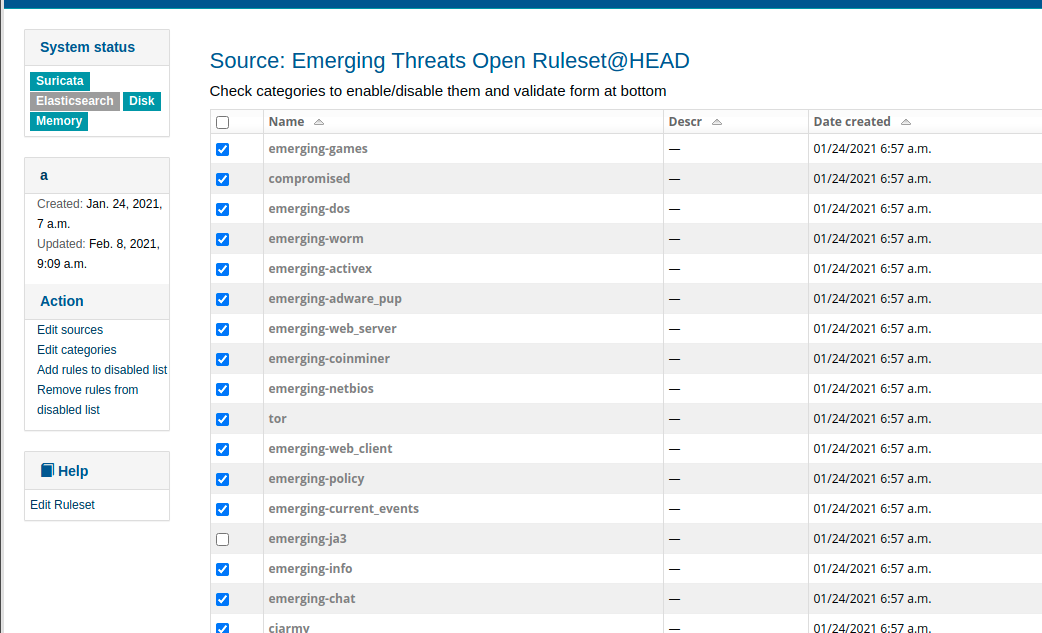 System status
Suricata
Elasticsearch Disk
Memory
a
Created: Jan. 24, 2021,
7 a.m.
Updated: Feb. 8, 2021,
9:09 a.m.
Action
Edit sources
Edit categories
Add rules to disabled list
Remove rules from
disabled list
Help
Edit Ruleset
Source: Emerging Threats Open Ruleset@HEAD
Check categories to enable/disable them and validate form at bottom
Name Descr Date created
emerging-games — 01/24/2021 6:57 a.m.
compromised — 01/24/2021 6:57 a.m.
emerging-dos — 01/24/2021 6:57 a.m.
emerging-worm — 01/24/2021 6:57 a.m.
emerging-activex — 01/24/2021 6:57 a.m.
emerging-adware_pup — 01/24/2021 6:57 a.m.
emerging-web_server — 01/24/2021 6:57 a.m.
emerging-coinminer — 01/24/2021 6:57 a.m.
emerging-netbios — 01/24/2021 6:57 a.m.
tor — 01/24/2021 6:57 a.m.
emerging-web_client — 01/24/2021 6:57 a.m.
emerging-policy — 01/24/2021 6:57 a.m.
emerging-current_events — 01/24/2021 6:57 a.m.
emerging-ja3 — 01/24/2021 6:57 a.m.
emerging-info — 01/24/2021 6:57 a.m.
emerging-chat — 01/24/2021 6:57 a.m.
ciarmy — 01/24/2021 6:57 a.m.